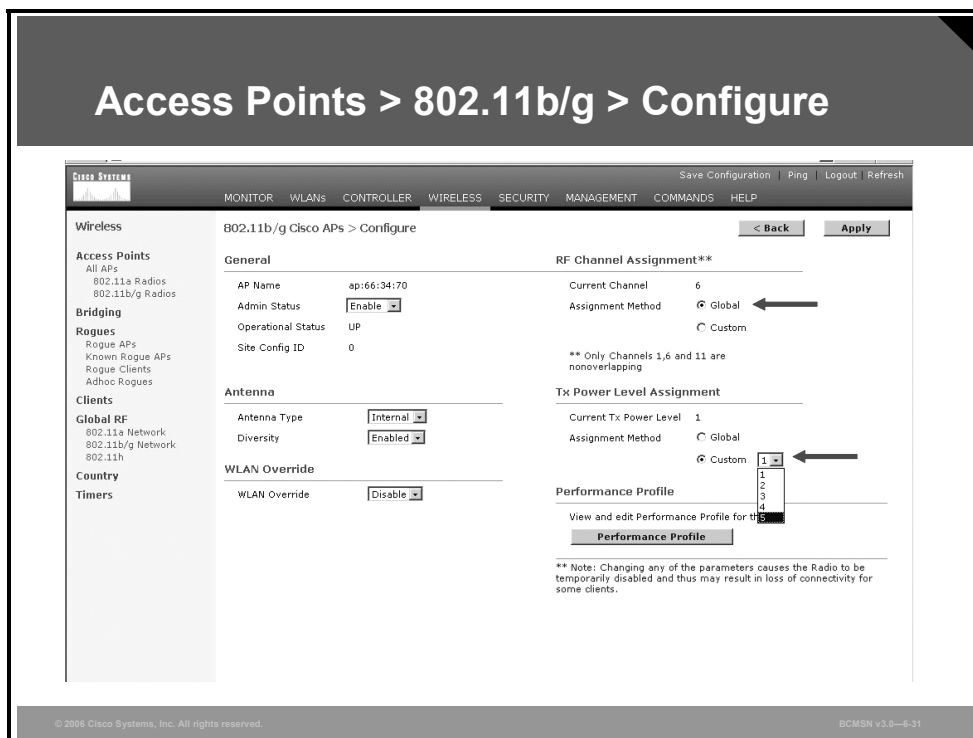 Access Points > 802.11b/g > Configure
CISCO SYSTEMS
Save Configuration | Ping | Logout | Refresh
MONITOR WLANs CONTROLLER WIRELESS SECURITY MANAGEMENT COMMANDS HELP
Wireless
Access Points
All APs
802.11a Radios
802.11b/g Radios
Bridging
Rogues
Rogue APs
Known Rogue APs
Rogue Clients
Adhoc Rogues
Clients
Global RF
802.11a Network
802.11b/g Network
802.11h
Country
Timers
802.11b/g Cisco APs > Configure
< Back
Apply
General
AP Name ap:66:34:70
Admin Status Enable
Operational Status UP
Site Config ID 0
Antenna
Antenna Type Internal
Diversity Enabled
WLAN Override
WLAN Override Disable
RF Channel Assignment**
Current Channel 6
Assignment Method Global
Custom
** Only Channels 1,6 and 11 are
nonoverlapping
Tx Power Level Assignment
Current Tx Power Level 1
Assignment Method Global
Custom 1
1
2
3
4
5
Performance Profile
View and edit Performance Profile for
Performance Profile
** Note: Changing any of the parameters causes the Radio to be
temporarily disabled and thus may result in loss of connectivity for
some clients.
© 2006 Cisco Systems, Inc. All rights reserved.
BCMSN v3.0—6-31